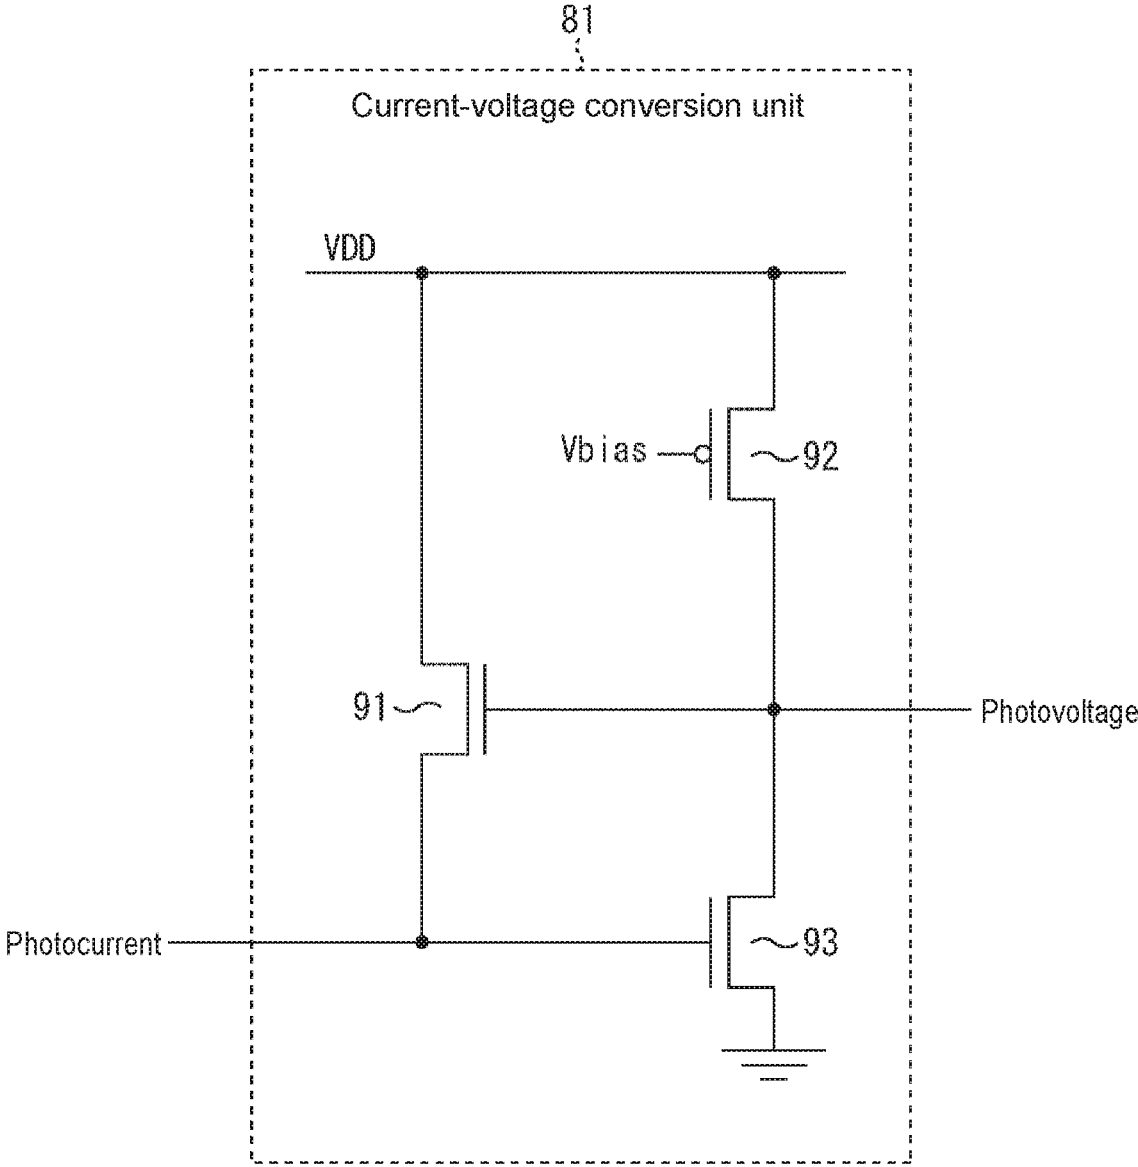 81
Current-voltage conversion unit
VDD
Vbias
92
91
Photovoltage
Photocurrent
93